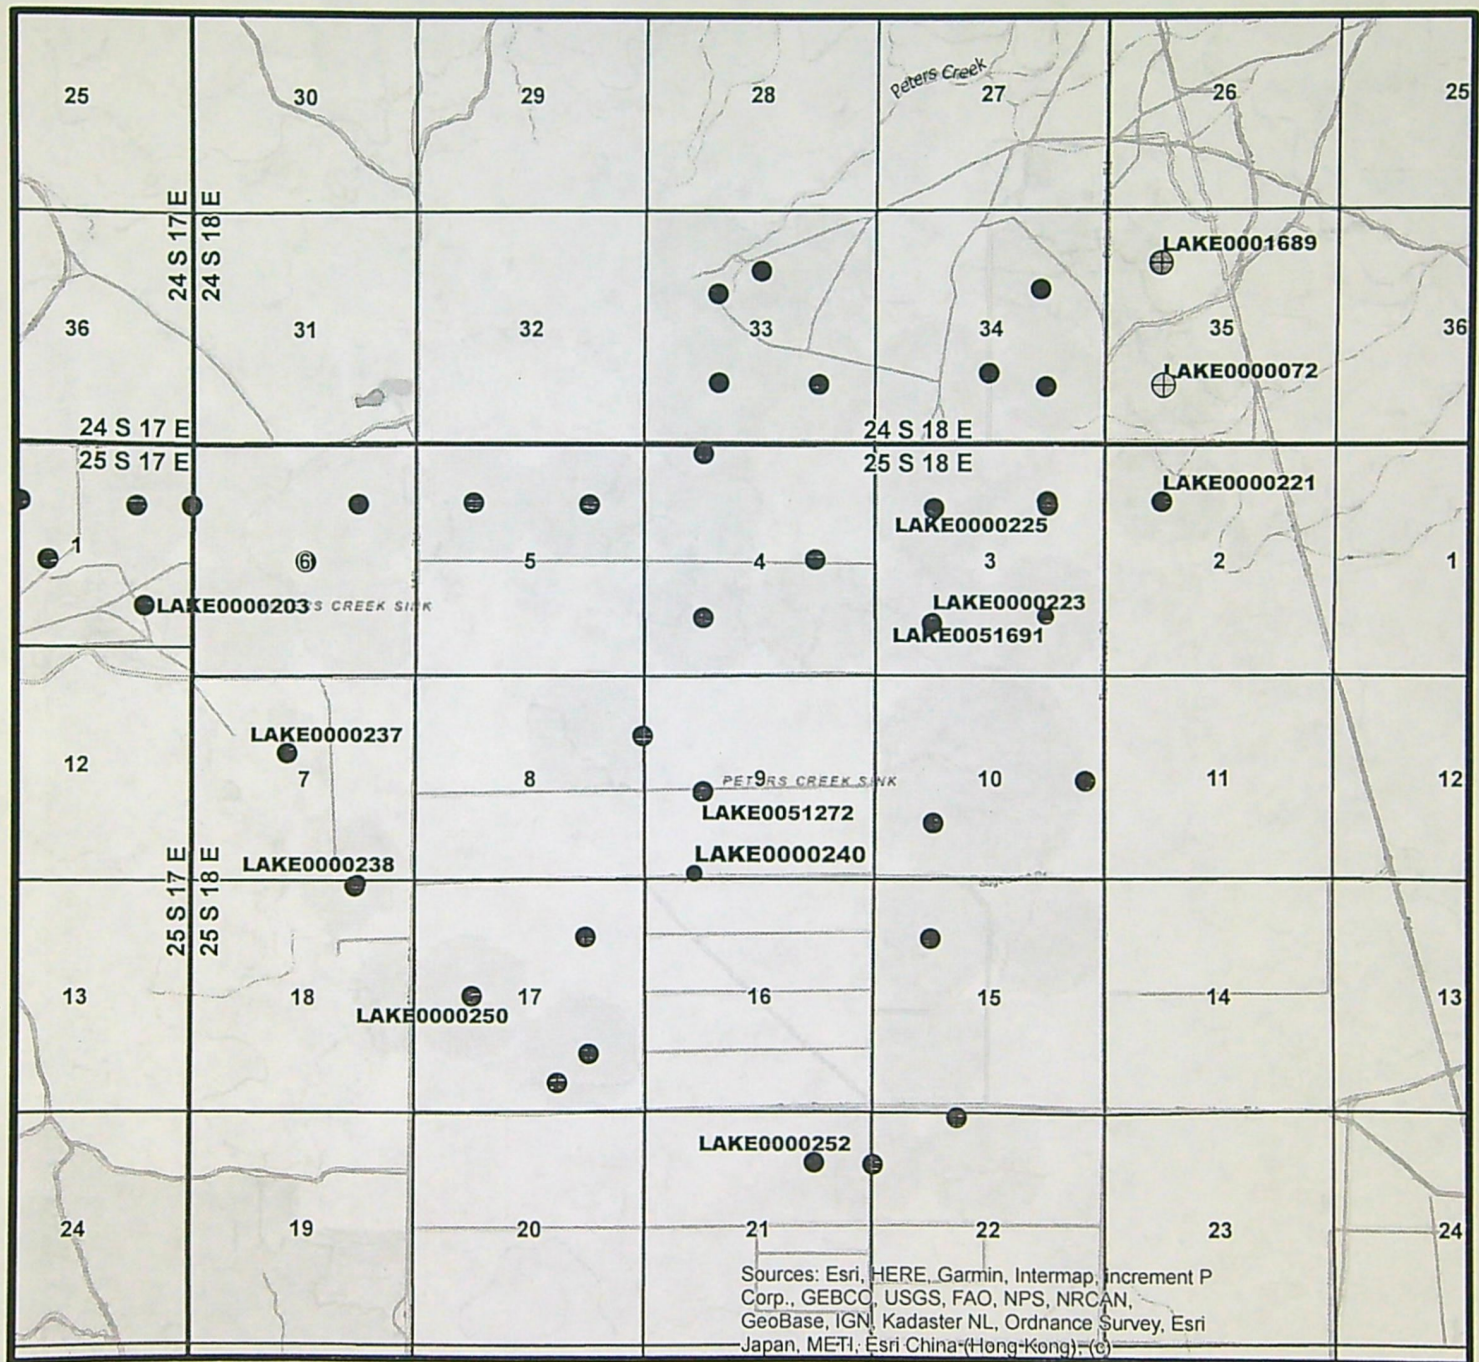 25
30
29
28
Peters Creek
27
26
25
24 S 17 E
24 S 18 E
LAKE0001689
36
31
32
33
34
35
36
LAKE0000072
24 S 17 E
24 S 18 E
25 S 17 E
25 S 18 E
LAKE0000221
LAKE0000225
1
6
5
4
3
2
1
LAKE0000203
CREEK SINK
LAKE0000223
LAKE0051691
LAKE0000237
12
7
8
9
PETERS CREEK SINK
10
11
12
LAKE0051272
LAKE0000240
LAKE0000238
25 S 17 E
25 S 18 E
13
18
17
16
15
14
13
LAKE0000250
LAKE0000252
24
19
20
21
22
23
24
Sources: Esri, HERE, Garmin, Intermap, increment P
Corp., GEBCO, USGS, FAO, NPS, NRCAN,
GeoBase, IGN, Kadaster NL, Ordnance Survey, Esri
Japan, METI, Esri China (Hong Kong), (c)